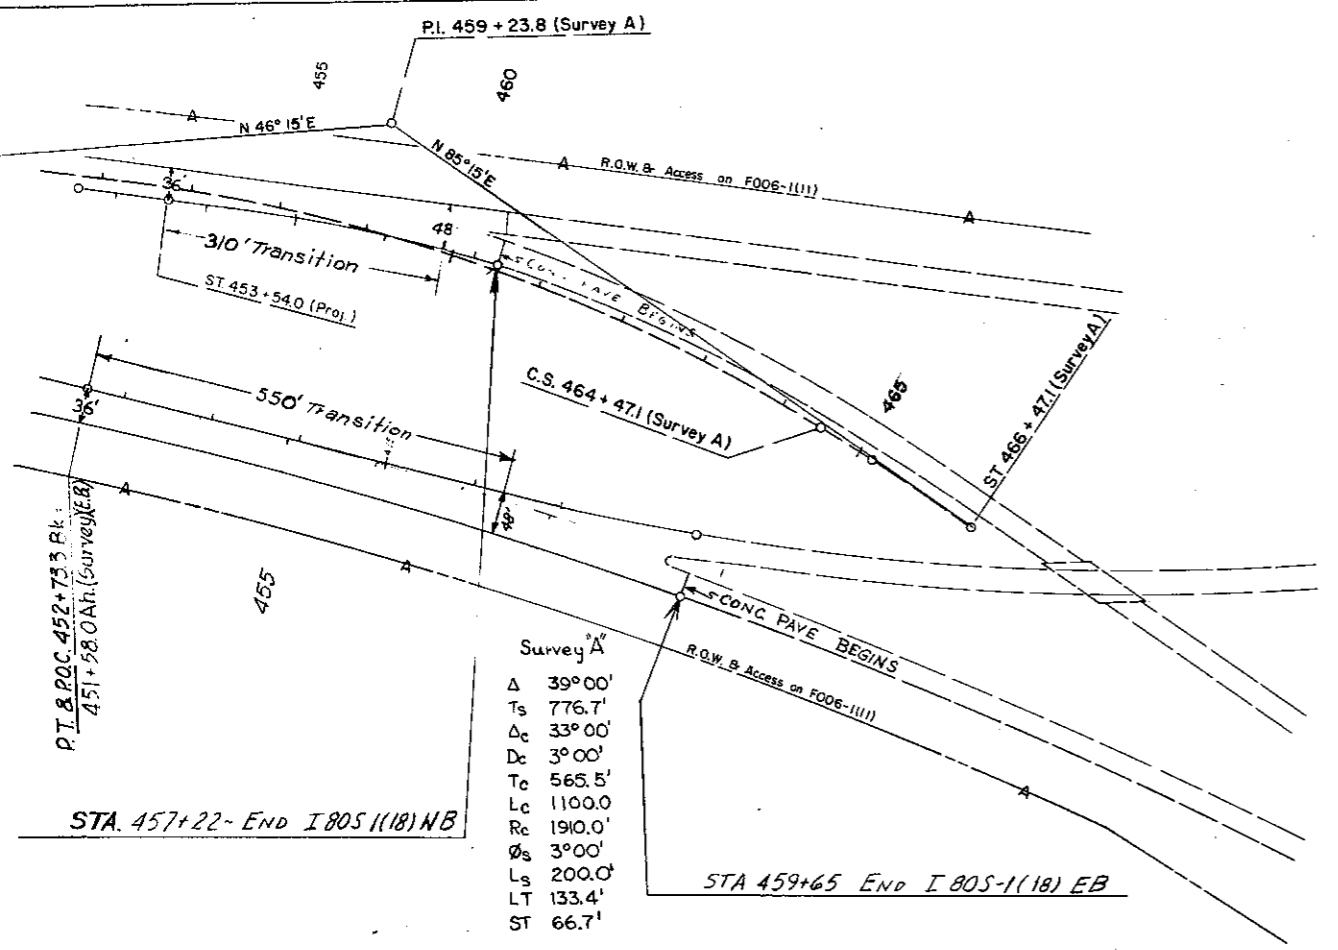 P.I. 459 + 23.8 (Survey A)
455
460
A
N 46° 15' E
N 85° 15' E
A
R.O.W. & Access on F006-1(11)
A
36'
48'
310' Transition
ST 453 + 54.0 (Proj.)
CONC. PAVE BEGINS
C.S. 464 + 47.1 (Survey A)
465
ST 466 + 47.1 (Survey A)
550' Transition
36'
48'
A
P.T. & P.O.C. 452+73.3 Bk.
451+58.0 Ah. (Survey)(E.B.)
455
A
CONC PAVE BEGINS
R.O.W. & Access on F006-1(11)
A
Survey "A"
Δ 39° 00'
Ts 776.7'
Δc 33° 00'
Dc 3° 00'
Tc 565.5'
Lc 1100.0
Rc 1910.0'
Øs 3° 00'
Ls 200.0'
LT 133.4'
ST 66.7'
STA. 457+22 - END I 80S 1(18) WB
STA 459+65 END I 80S-1(18) EB